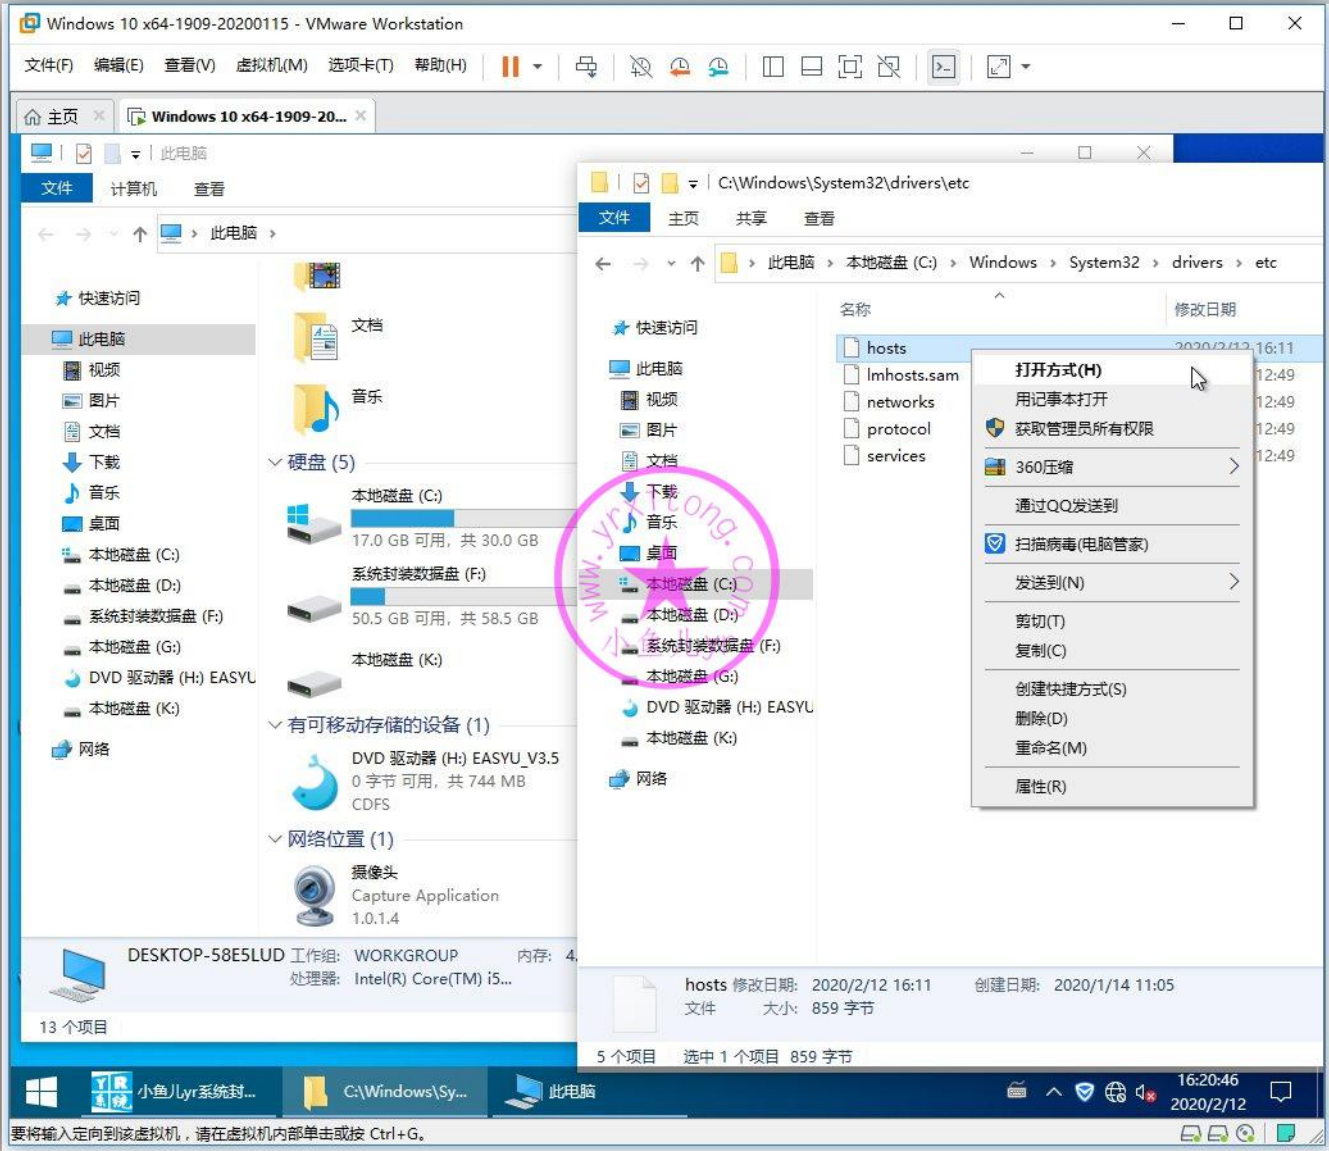 Windows 10 x64-1909-20200115 - VMware Workstation
文件(F) 编辑(E) 查看(V) 虚拟机(M) 选项卡(T) 帮助(H)
主页 Windows 10 x64-1909-20...
此电脑
文件 计算机 查看
此电脑
快速访问
此电脑
视频
图片
文档
下载
音乐
桌面
本地磁盘 (C:)
本地磁盘 (D:)
系统封装数据盘 (F:)
本地磁盘 (G:)
DVD 驱动器 (H:) EASYU
本地磁盘 (K:)
网络
文档
音乐
硬盘 (5)
本地磁盘 (C:)
17.0 GB 可用, 共 30.0 GB
系统封装数据盘 (F:)
50.5 GB 可用, 共 58.5 GB
本地磁盘 (K:)
有可移动存储的设备 (1)
DVD 驱动器 (H:) EASYU_V3.5
0 字节 可用, 共 744 MB
CDFS
网络位置 (1)
摄像头
Capture Application
1.0.1.4
DESKTOP-58E5LUD 工作组: WORKGROUP 内存: 4.
处理器: Intel(R) Core(TM) i5...
13 个项目
C:\Windows\System32\drivers\etc
文件 主页 共享 查看
此电脑 本地磁盘 (C:) Windows System32 drivers etc
快速访问
此电脑
视频
图片
文档
下载
音乐
桌面
本地磁盘 (C:)
本地磁盘 (D:)
系统封装数据盘 (F:)
本地磁盘 (G:)
DVD 驱动器 (H:) EASYU
本地磁盘 (K:)
网络
名称 修改日期
hosts 2020/2/12 16:11
lmhosts.sam 12:49
networks 12:49
protocol 12:49
services 12:49
打开方式(H)
用记事本打开
获取管理员所有权限
360压缩
通过QQ发送到
扫描病毒(电脑管家)
发送到(N)
剪切(T)
复制(C)
创建快捷方式(S)
删除(D)
重命名(M)
属性(R)
www.yrxitong.com
小鱼儿yr
hosts 修改日期: 2020/2/12 16:11 创建日期: 2020/1/14 11:05
文件 大小: 859 字节
5 个项目 选中 1 个项目 859 字节
YR系统 小鱼儿yr系统封... C:\Windows\Sy... 此电脑
16:20:46
2020/2/12
要将输入定向到该虚拟机，请在虚拟机内部单击或按 Ctrl+G。